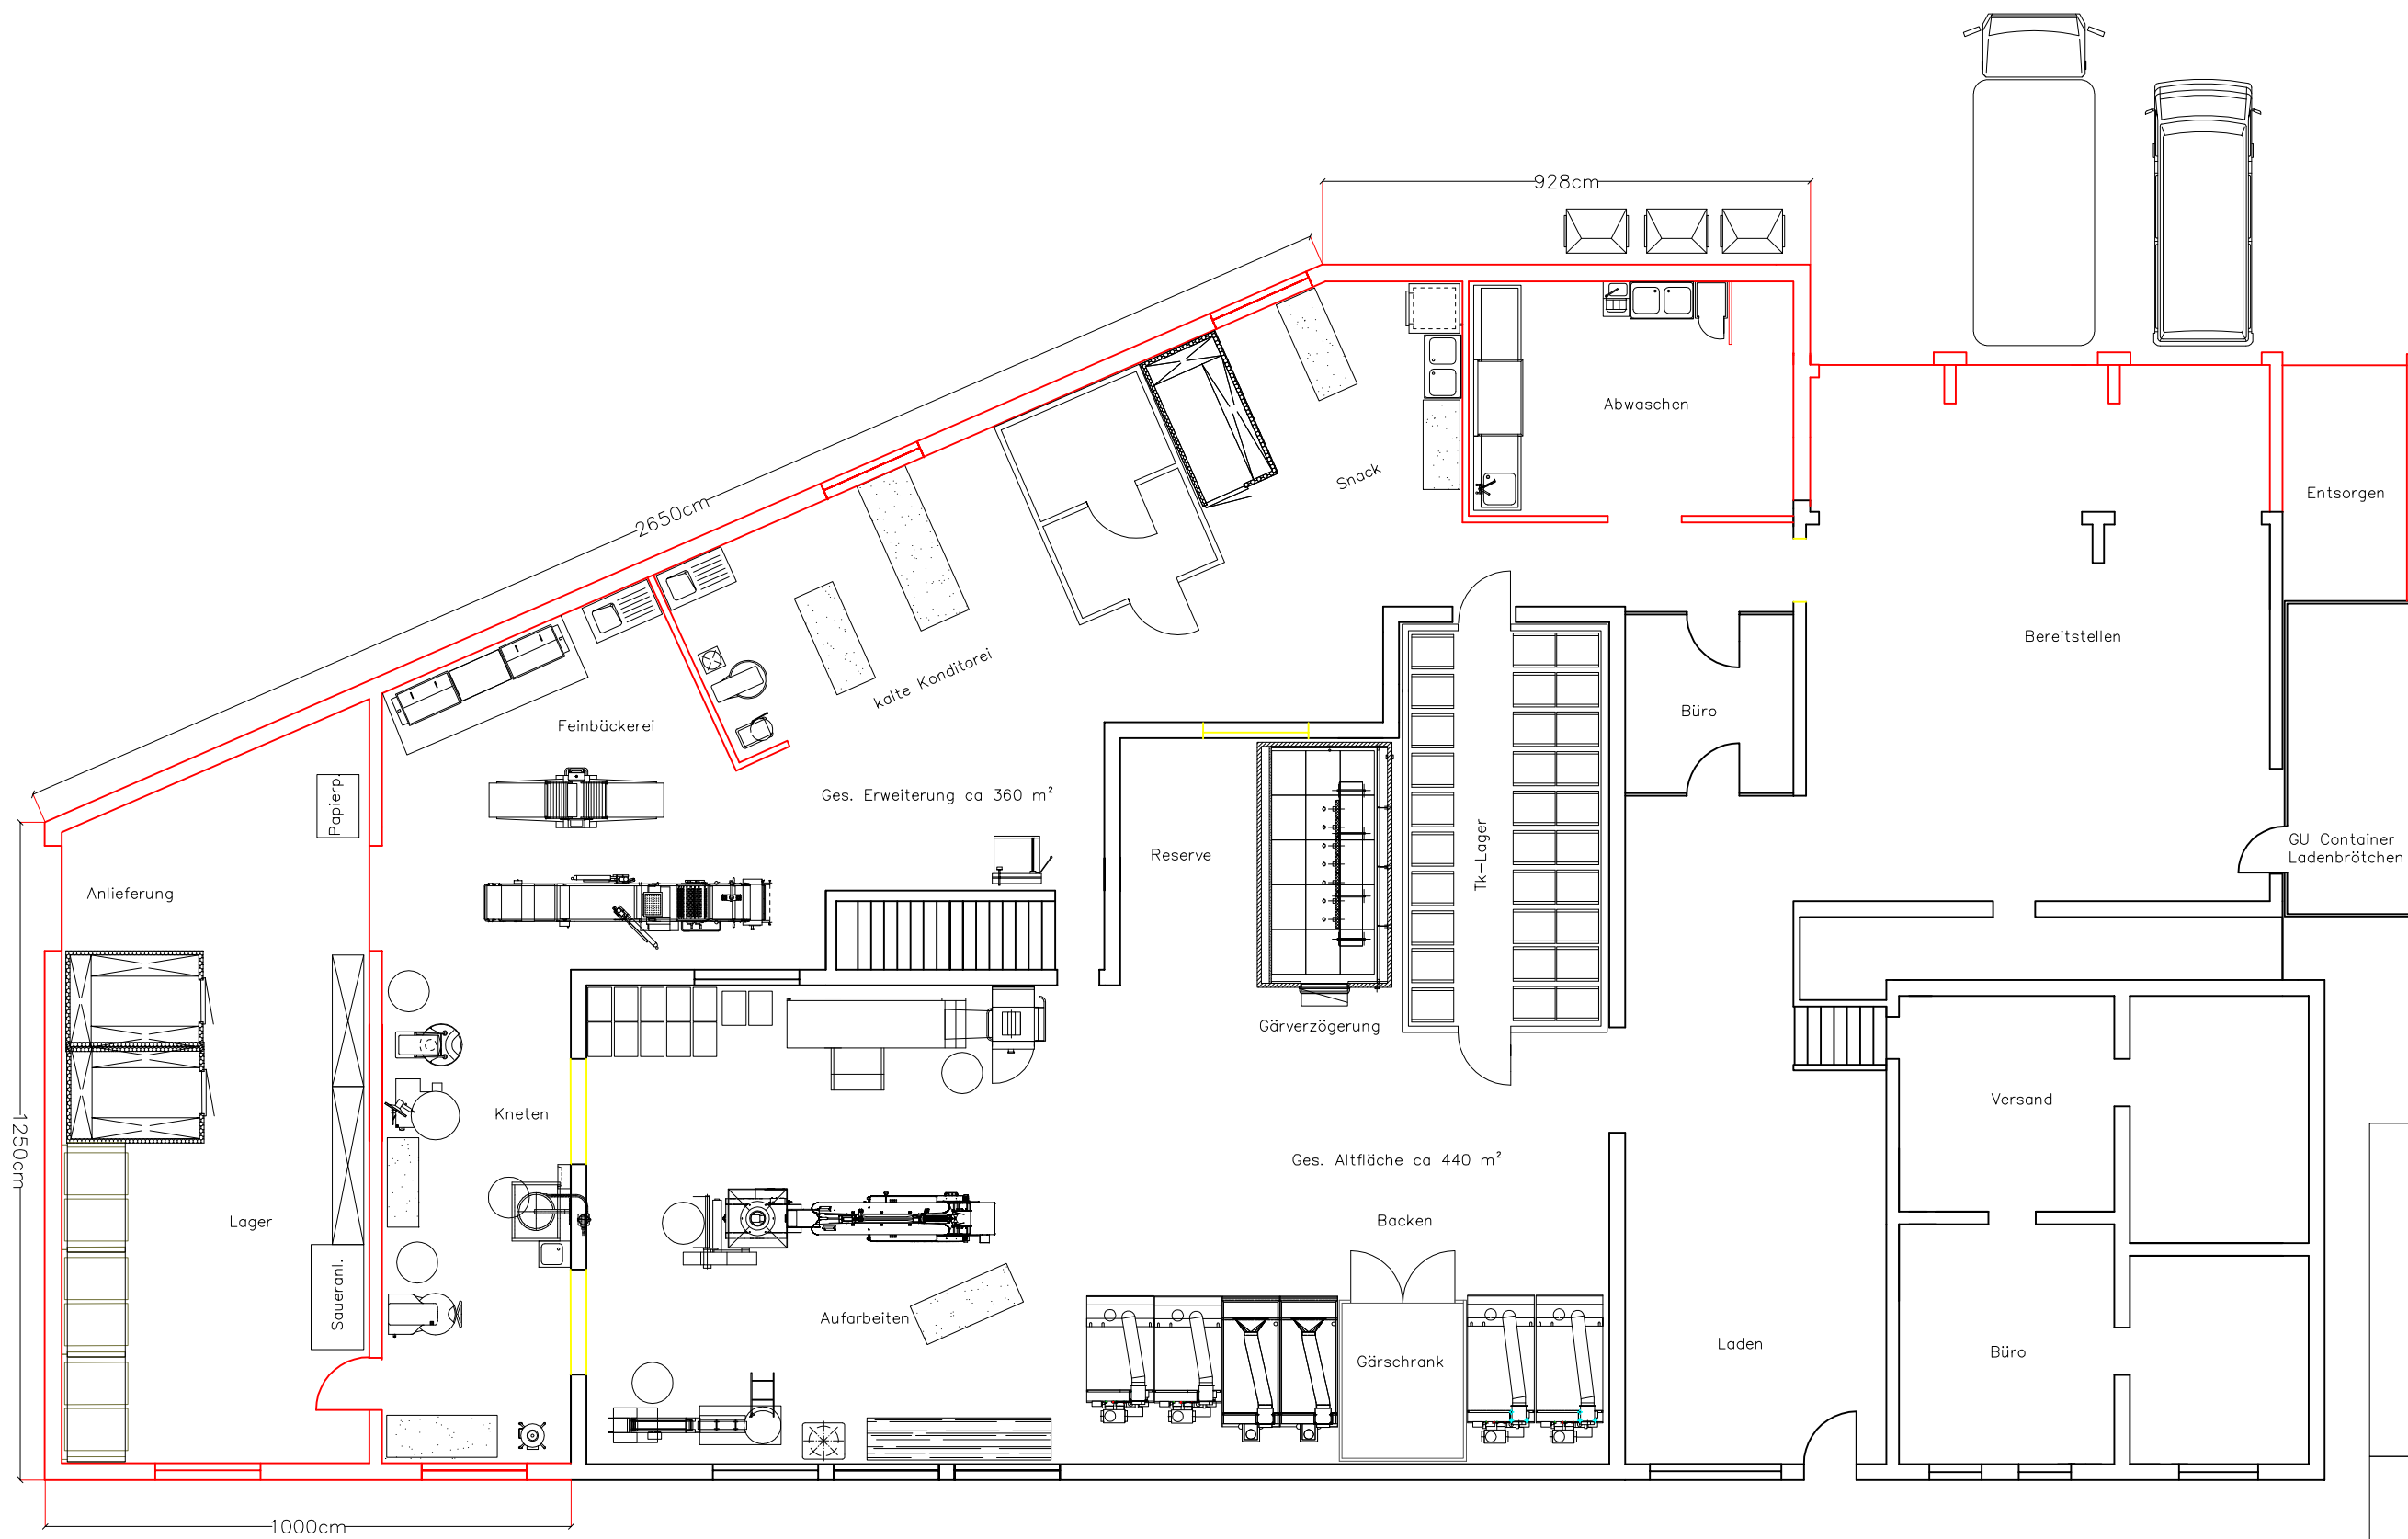 928cm
2650cm
Abwaschen
Snack
Entsorgen
Bereitstellen
kalte Konditorei
Büro
Feinbäckerei
Papierp.
Ges. Erweiterung ca 360 m²
Reserve
Tk-Lager
GU Container
Ladenbrötchen
Anlieferung
Gärverzögerung
Kneten
Versand
1250cm
Ges. Altfläche ca 440 m²
Lager
Backen
Saueranl.
Aufarbeiten
Gärschrank
Laden
Büro
1000cm